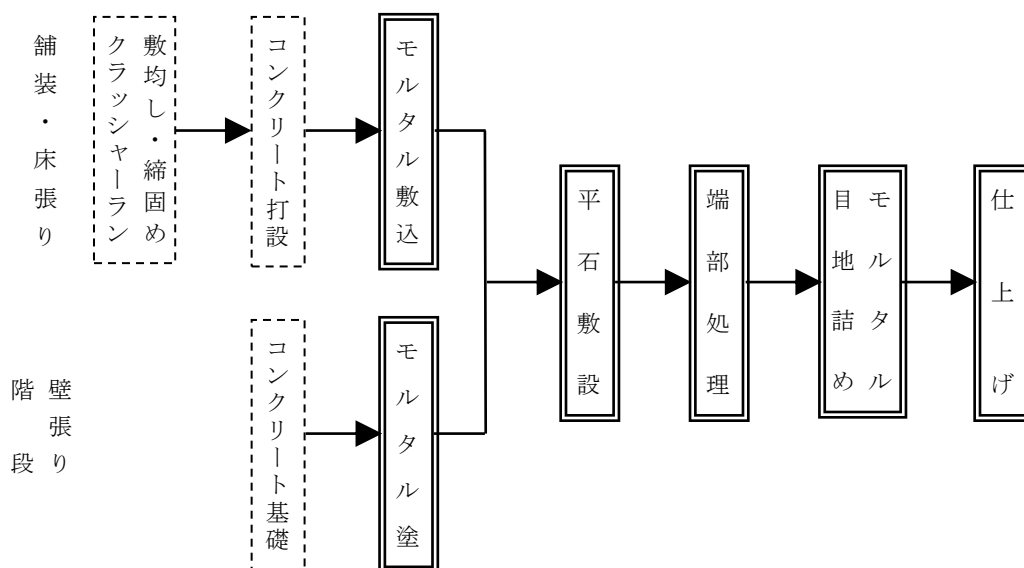 舗装・床張り
敷均し・締固め
クラッシャーラン
コンクリート打設
モルタル敷込
壁張り
階段
コンクリート基礎
モルタル塗
平石敷設
端部処理
モルタル
目地詰め
仕上げ